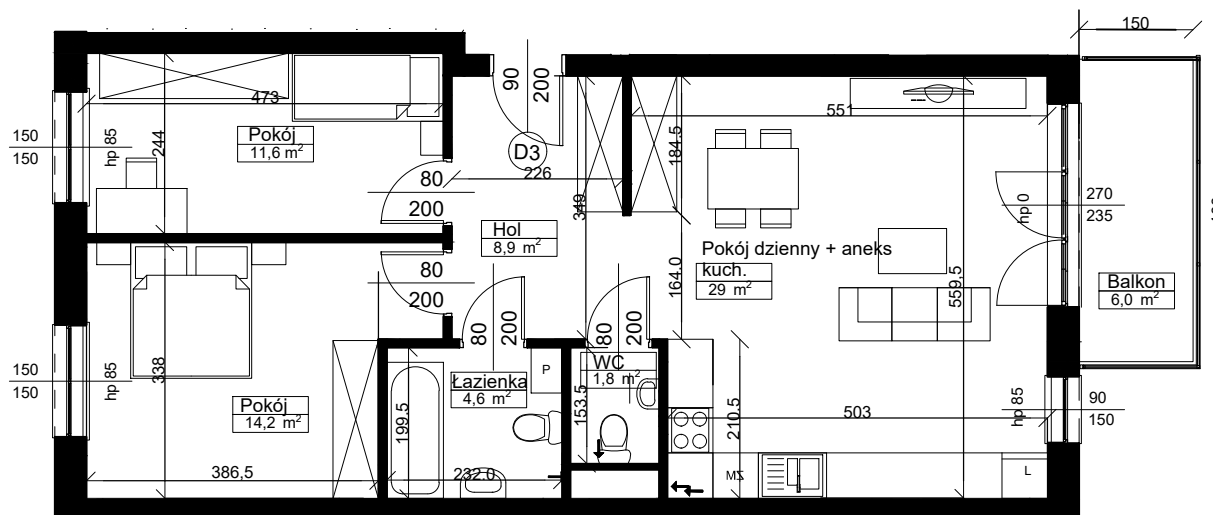 150
90
200
473
551
150
150
hp 85
244
Pokój
11,6 m²
D3
226
184.5
349
80
200
Hol
8,9 m²
hp 0
270
235
Pokój dzienny + aneks
kuch.
29 m²
164.0
559,5
Balkon
6,0 m²
80
200
80
200
80
200
150
150
hp 85
338
Pokój
14,2 m²
386,5
Łazienka
4,6 m²
P
199.5
232.0
WC
1,8 m²
153.5
210.5
503
hp 85
90
150
MZ
L